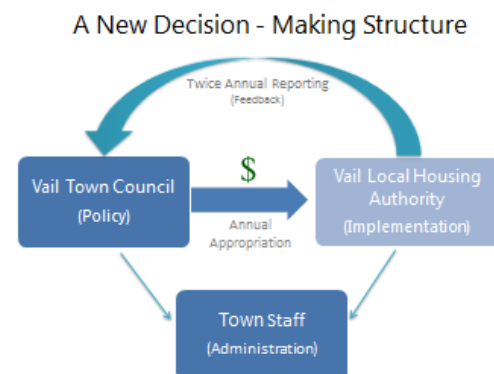 A New Decision - Making Structure
Twice Annual Reporting
(Feedback)
Vail Town Council
(Policy)
$
Annual
Appropriation
Vail Local Housing
Authority
(Implementation)
Town Staff
(Administration)